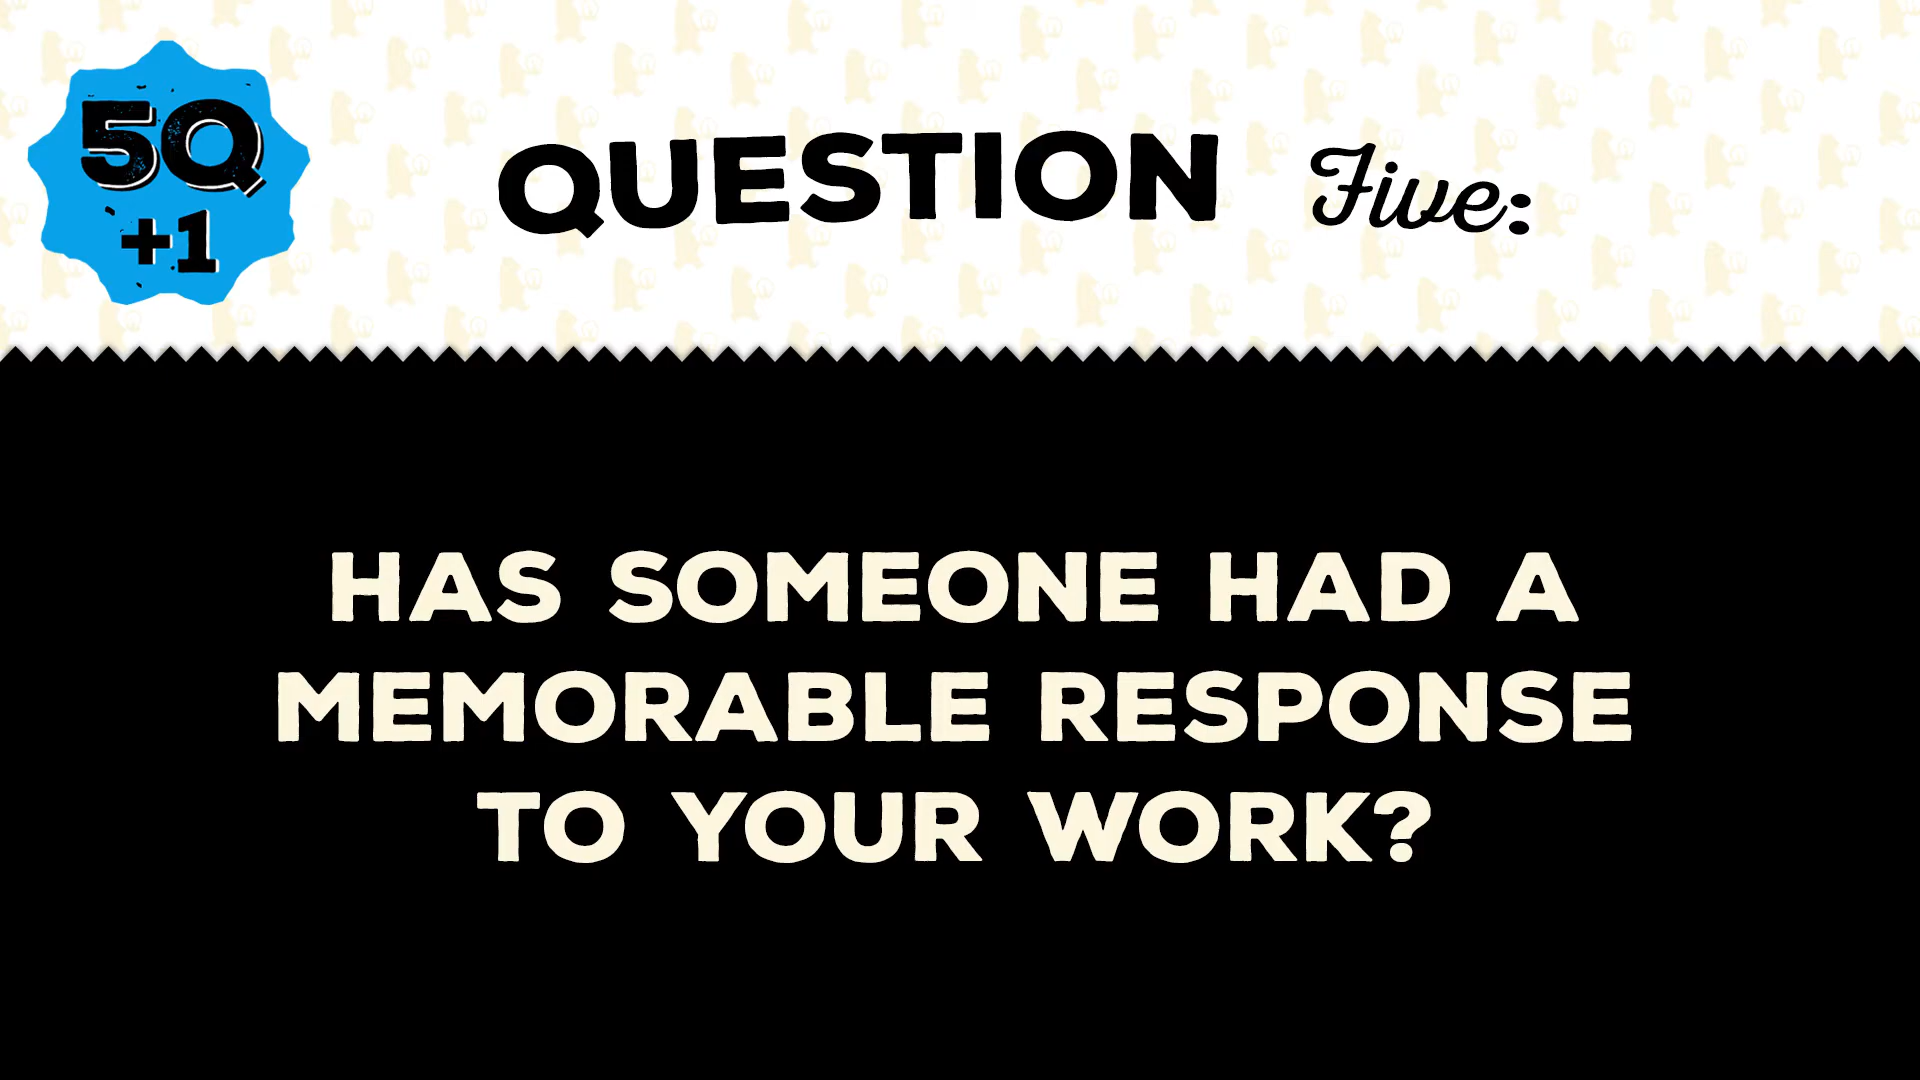 5Q
+1
QUESTION Five:
HAS SOMEONE HAD A
MEMORABLE RESPONSE
TO YOUR WORK?